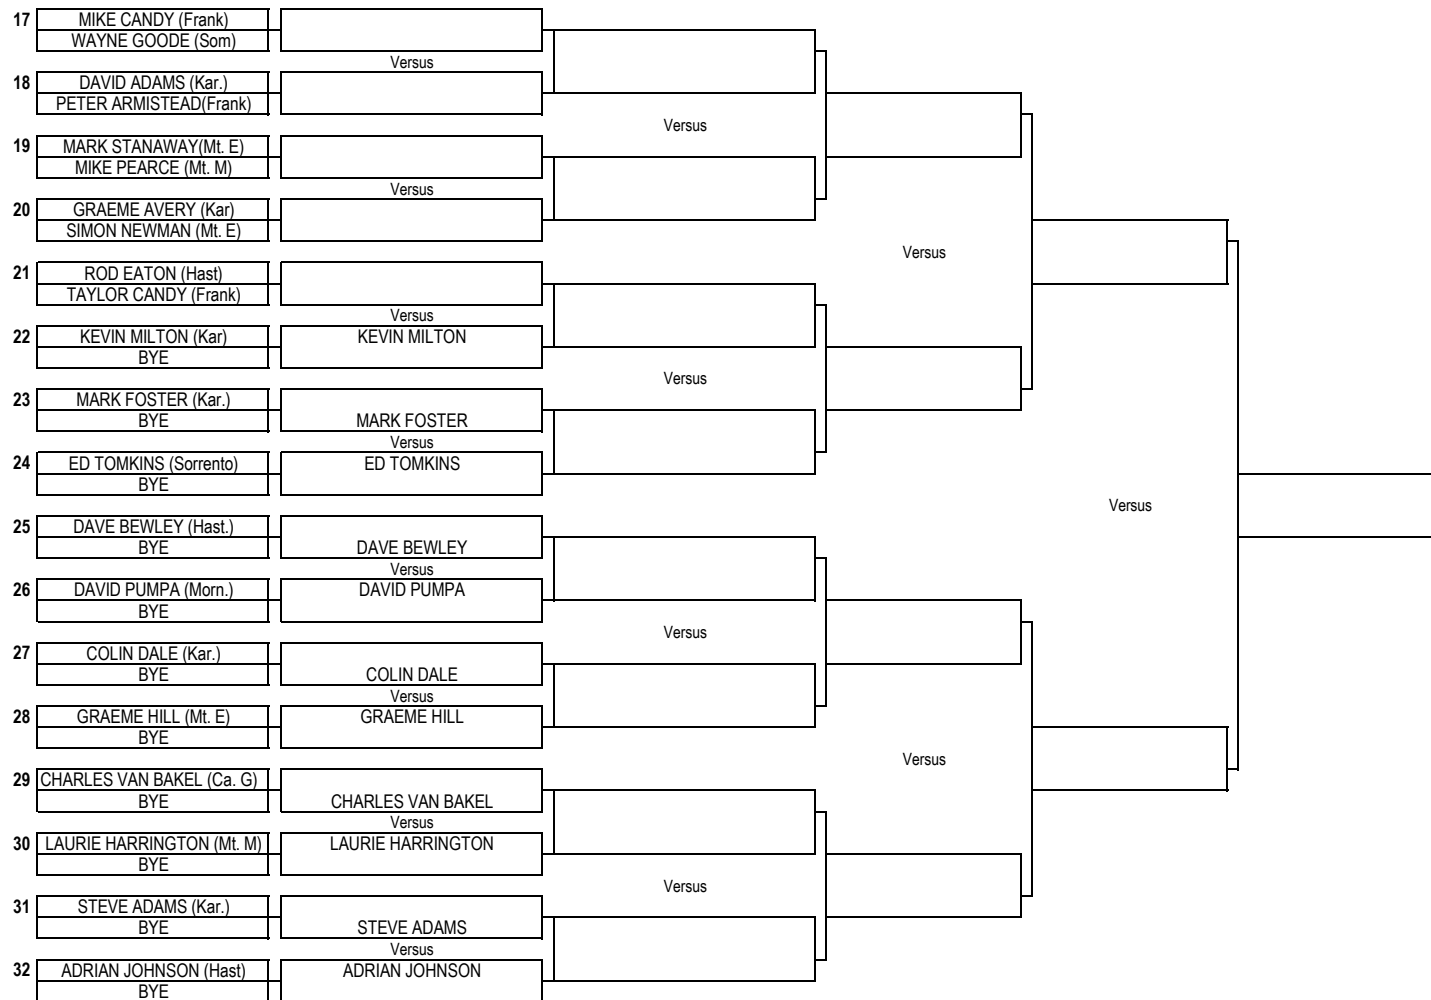 17 MIKE CANDY (Frank)
WAYNE GOODE (Som)
Versus
18 DAVID ADAMS (Kar.)
PETER ARMISTEAD(Frank)
Versus
19 MARK STANAWAY(Mt. E)
MIKE PEARCE (Mt. M)
Versus
20 GRAEME AVERY (Kar)
SIMON NEWMAN (Mt. E)
Versus
21 ROD EATON (Hast)
TAYLOR CANDY (Frank)
Versus
22 KEVIN MILTON (Kar) KEVIN MILTON
BYE
Versus
23 MARK FOSTER (Kar.)
BYE MARK FOSTER
Versus
24 ED TOMKINS (Sorrento) ED TOMKINS
BYE
Versus
25 DAVE BEWLEY (Hast.)
BYE DAVE BEWLEY
Versus
26 DAVID PUMPA (Morn.) DAVID PUMPA
BYE
Versus
27 COLIN DALE (Kar.)
BYE COLIN DALE
Versus
28 GRAEME HILL (Mt. E) GRAEME HILL
BYE
Versus
29 CHARLES VAN BAKEL (Ca. G)
BYE CHARLES VAN BAKEL
Versus
30 LAURIE HARRINGTON (Mt. M) LAURIE HARRINGTON
BYE
Versus
31 STEVE ADAMS (Kar.)
BYE STEVE ADAMS
Versus
32 ADRIAN JOHNSON (Hast) ADRIAN JOHNSON
BYE